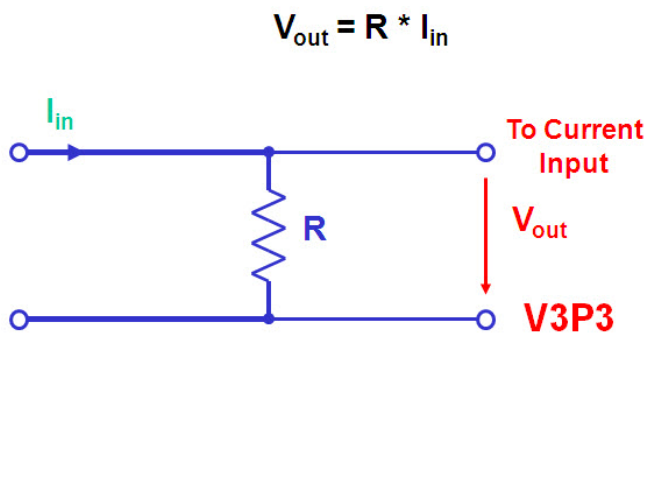 Vout = R * Iin
Iin
To Current
Input
R
Vout
V3P3